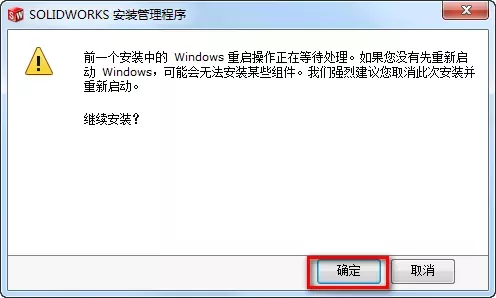 SOLIDWORKS 安装管理程序
前一个安装中的 Windows 重启操作正在等待处理。如果您没有先重新启
动 Windows，可能会无法安装某些组件。我们强烈建议您取消此次安装并
重新启动。
继续安装？
确定
取消